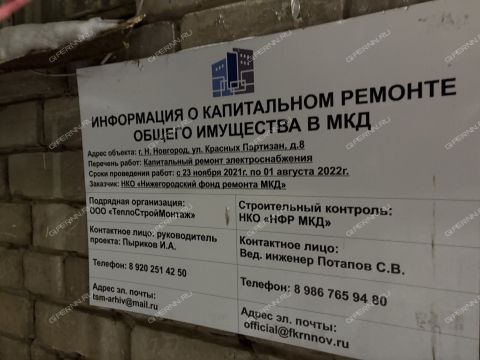 ИНФОРМАЦИЯ О КАПИТАЛЬНОМ РЕМОНТЕ
ОБЩЕГО ИМУЩЕСТВА В МКД
Адрес объекта: г. Н. Новгород, ул. Красных Партизан, д.8
Перечень работ: Капитальный ремонт электроснабжения
Сроки проведения работ: с 23 ноября 2021г. по 01 августа 2022г.
Заказчик: НКО «Нижегородский фонд ремонта МКД»
Подрядная организация:
ООО «ТеплоСтройМонтаж»
Контактное лицо: руководитель
проекта: Пыриков И.А.
Телефон: 8 920 251 42 50
Адрес эл. почты:
tsm-arhiv@mail.ru
Строительный контроль:
НКО «НФР МКД»
Контактное лицо:
Вед. инженер Потапов С.В.
Телефон: 8 986 765 94 80
Адрес эл. почты:
official@fkrnnov.ru
GIPERNN.RU